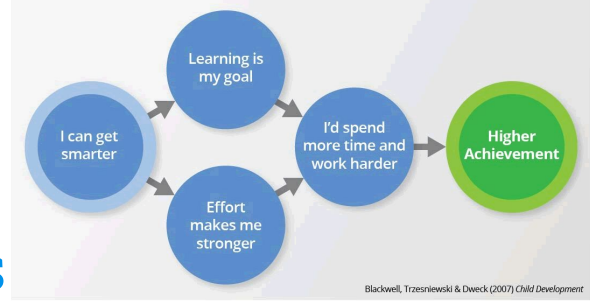 Learning is
my goal
I can get
smarter
I'd spend
more time and
work harder
Higher
Achievement
Effort
makes me
stronger
s
Blackwell, Trzesniewski & Dweck (2007) Child Development